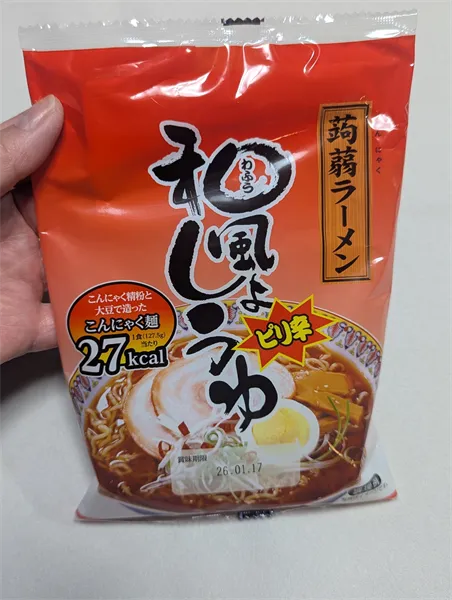 蒟蒻ラーメン
こんにゃく
和風しょうゆ
わふう
ピリ辛
こんにゃく精粉と
大豆で造った
こんにゃく麺
1食(127.5g)
当たり
27kcal
賞味期限
26.01.17